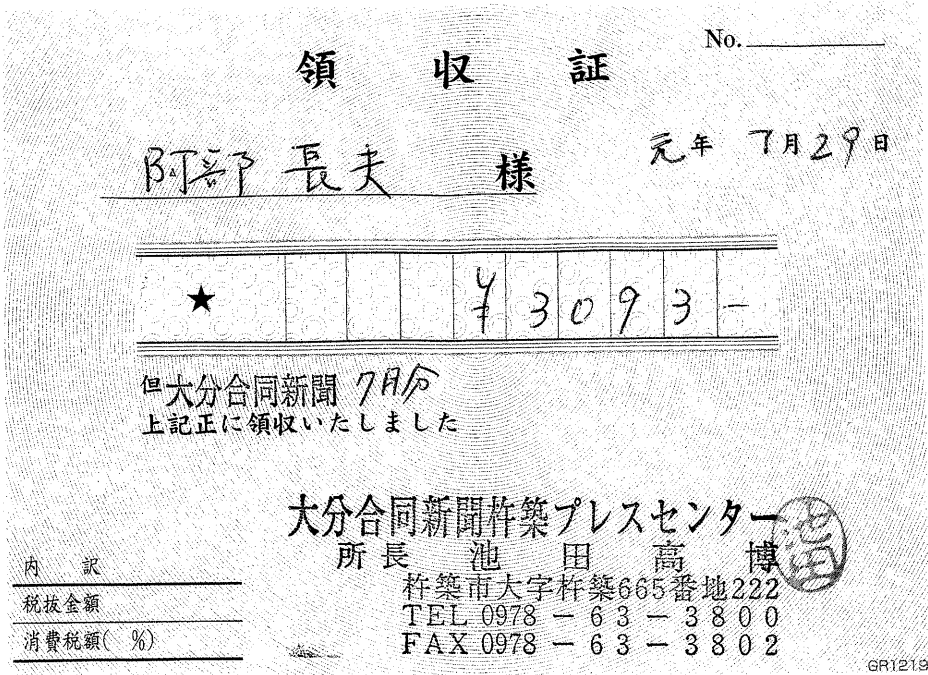 No.
領収証
阿部 長夫 様
元年 7月29日
★ ¥3093-
但 大分合同新聞 7月分
上記正に領収いたしました
大分合同新聞杵築プレスセンター
所長 池田高博
池田
杵築市大字杵築665番地222
TEL 0978-63-3800
FAX 0978-63-3802
内 訳
税抜金額
消費税額( %)
GR1219